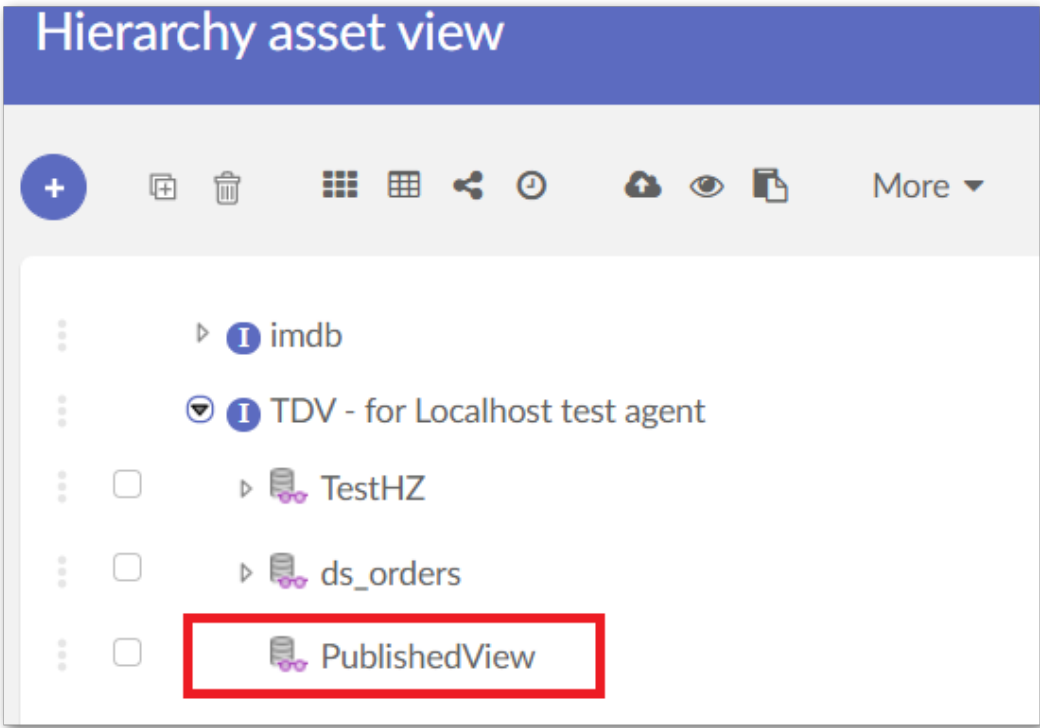 Hierarchy asset view
+ More
I imdb
I TDV - for Localhost test agent
TestHZ
ds_orders
PublishedView